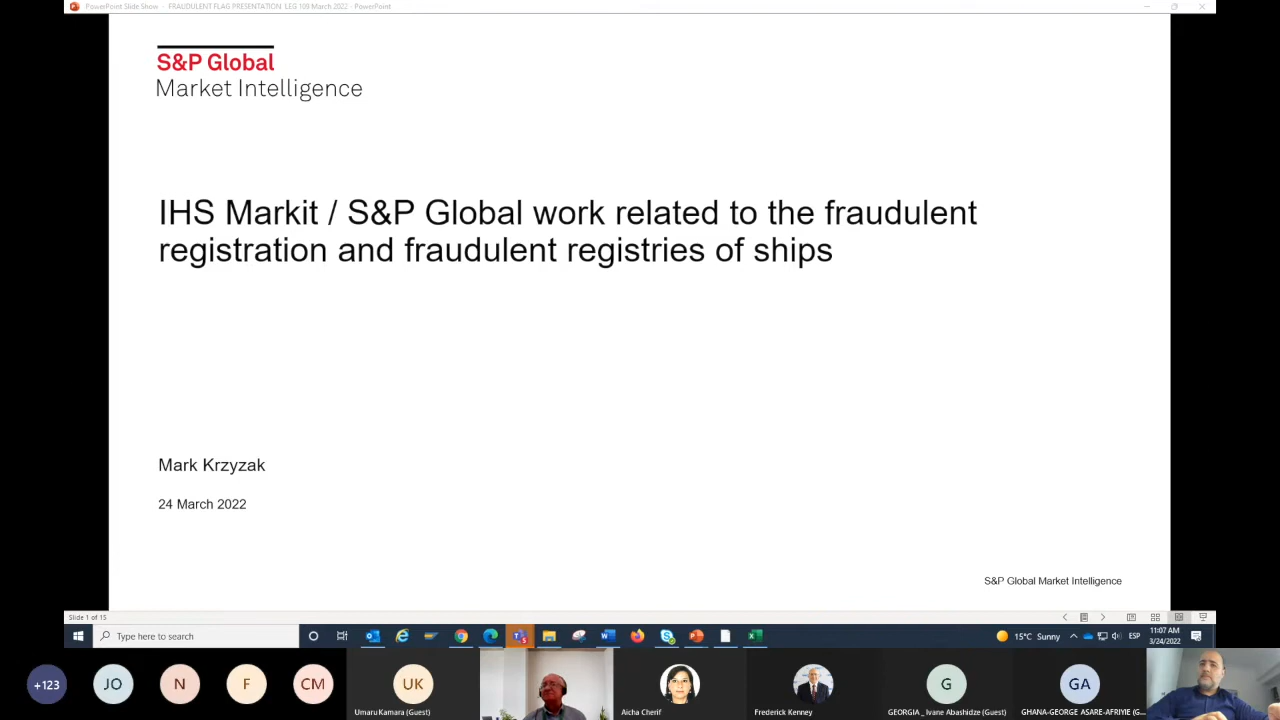 PowerPoint Slide Show - FRAUDULENT FLAG PRESENTATION LEG 109 March 2022 - PowerPoint
S&P Global
Market Intelligence
IHS Markit / S&P Global work related to the fraudulent
registration and fraudulent registries of ships
Mark Krzyzak
24 March 2022
S&P Global Market Intelligence
Slide 1 of 15
Type here to search
15°C Sunny
ESP
11:07 AM
3/24/2022
+123
JO
N
F
CM
UK
Umaru Kamara (Guest)
Aicha Cherif
Frederick Kenney
G
GEORGIA _ Ivane Abashidze (Guest)
GA
GHANA-GEORGE ASARE-AFRIYIE (G...